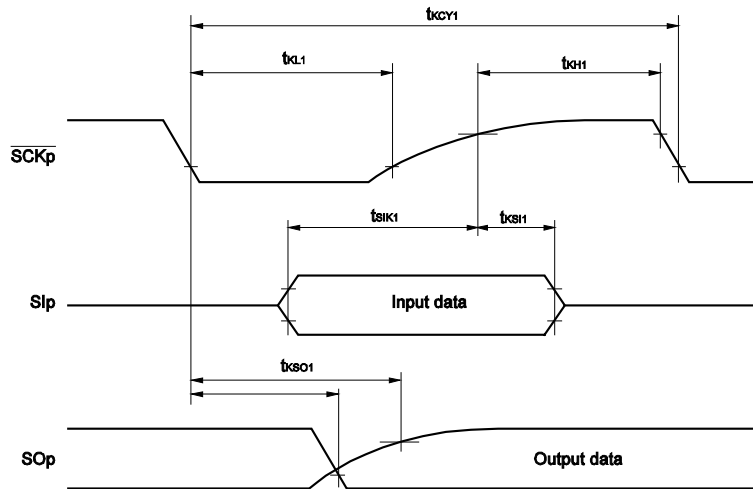 tKCY1
tKL1
tKH1
SCKp
tSIK1
tKSI1
SIp
Input data
tKSO1
SOp
Output data